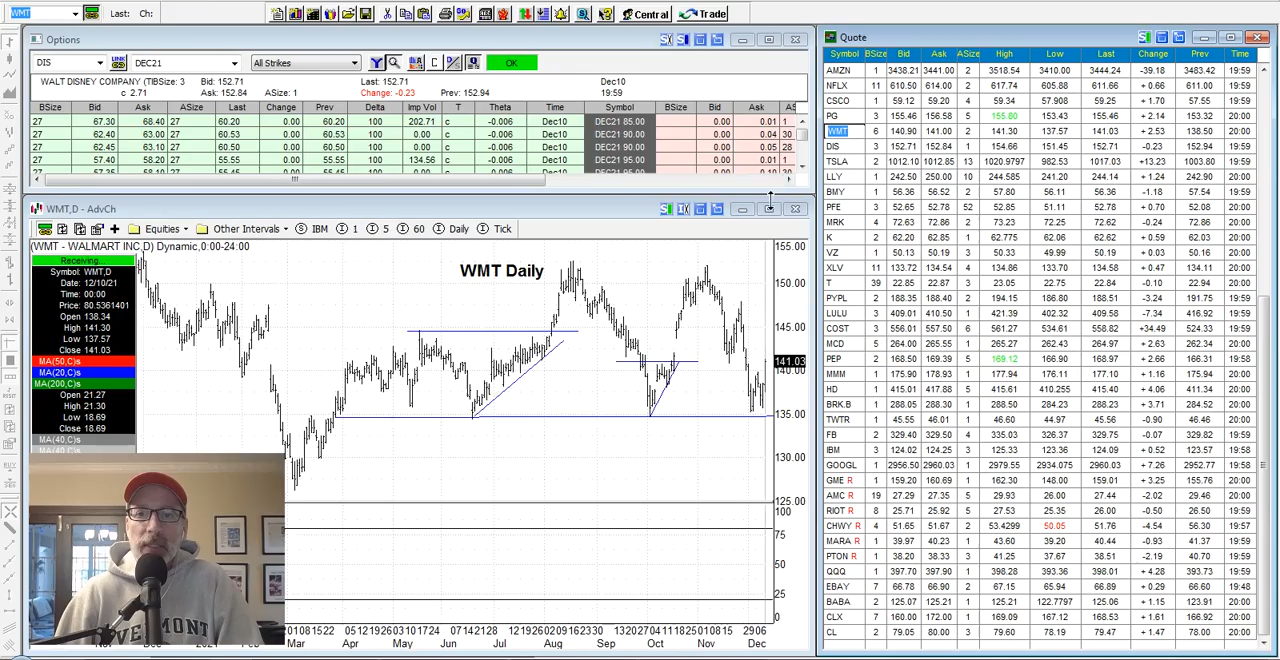 WMT Last: Ch: Central Trade
Options
DIS LINK DEC21 All Strikes C OK
WALT DISNEY COMPANY (TIBSize: 3 Bid: 152.71 Last: 152.71 Dec10
c 2.71 Ask: 152.84 ASize: 1 Change: -0.23 Prev: 152.94 19:59
BSize Bid Ask ASize Last Change Prev Delta Imp Vol T Theta Time Symbol BSize Bid Ask AS
27 67.30 68.40 27 60.20 60.20 100 202.71 c -0.006 Dec10 DEC21 85.00 0.00 0.01 1
27 62.40 63.00 27 60.53 60.53 100 c -0.006 Dec10 DEC21 90.00 0.00 0.04 30
27 60.50 60.50 100 c -0.006 Dec10 DEC21 90.00 0.00 0.05 28
27 57.40 58.20 27 55.55 55.55 100 134.56 c -0.006 Dec10 DEC21 95.00 0.00 0.01 1
WMT,D - AdvCh
Equities Other Intervals S IBM I 1 I 5 I 60 I Daily I Tick
(WMT - WALMART INC,D) Dynamic,0:00-24:00
WMT Daily
Receiving...
Symbol: WMT,D
Date: 12/10/21
Time: 00:00
Price: 80.5361401
Open 138.34
High 141.30
Low 137.57
Close 141.03
MA(50,C)s
MA(20,C)s
MA(200,C)s
Open 21.27
High 21.30
Low 18.69
Close 18.69
MA(40,C)s
155.00
150.00
145.00
141.03
140.00
135.00
130.00
125.00
100
75
50
25
0
Mar Apr May Jun Jul Aug Sep Oct Nov Dec
VERMONT
Quote
Symbol BSize Bid Ask ASize High Low Last Change Prev Time
AMZN 1 3438.21 3441.00 2 3518.54 3410.00 3444.24 -39.18 3483.42 19:59
NFLX 11 610.50 614.00 2 617.74 605.88 611.66 + 0.66 611.00 19:59
CSCO 1 59.12 59.20 4 59.34 57.908 59.25 + 1.70 57.55 19:59
PG 3 155.46 156.58 5 155.80 153.43 155.46 + 2.14 153.32 20:00
WMT 6 140.90 141.00 2 141.30 137.57 141.03 + 2.53 138.50 20:00
DIS 3 152.71 152.84 1 154.66 151.45 152.71 -0.23 152.94 19:59
TSLA 2 1012.10 1012.85 13 1020.9797 982.53 1017.03 +13.23 1003.80 19:59
LLY 1 242.50 250.00 10 244.585 241.20 244.14 + 1.24 242.90 20:00
BMY 1 56.36 56.52 2 57.80 56.11 56.36 -1.18 57.54 19:59
PFE 3 52.65 52.78 52 53.14 51.85 52.78 + 0.70 52.08 20:00
MRK 4 72.63 72.86 2 73.23 72.25 72.62 -0.24 72.86 20:00
K 2 62.20 62.85 1 62.775 62.06 62.62 + 0.59 62.03 20:00
VZ 1 50.13 50.19 3 50.33 49.99 50.19 + 0.03 50.16 20:00
XLV 11 133.72 134.54 4 134.86 133.70 134.58 + 0.47 134.11 20:00
T 39 22.85 22.87 3 23.05 22.75 22.84 -0.10 22.94 20:00
PYPL 2 188.35 188.40 2 194.15 186.80 188.51 -3.24 191.75 20:00
LULU 3 409.01 410.50 1 421.39 402.32 409.58 -7.34 416.92 20:00
COST 3 556.01 557.50 6 561.27 534.61 558.82 +34.49 524.33 20:00
MCD 5 264.00 265.55 1 265.27 263.20 264.97 + 2.63 262.34 20:00
PEP 2 168.50 169.39 5 169.12 166.90 168.97 + 2.66 166.31 19:58
MMM 1 175.90 178.93 1 177.94 176.11 177.10 + 1.16 175.94 20:00
HD 1 415.01 417.88 1 415.61 410.255 415.40 + 4.06 411.34 20:00
BRK.B 2 288.05 288.30 1 288.50 284.23 288.23 + 3.71 284.52 20:00
TWTR 2 45.55 46.01 1 46.60 44.97 45.56 -0.90 46.46 20:00
FB 2 329.40 329.50 4 335.03 326.37 329.75 -0.07 329.82 19:59
IBM 3 124.02 124.25 1 125.33 123.36 124.09 + 0.52 123.57 19:58
GOOGL 1 2956.50 2960.03 1 2979.55 2934.075 2960.03 + 7.26 2952.77 19:58
GME R 1 159.20 160.69 1 162.30 148.00 159.01 + 3.25 155.76 20:00
AMC R 19 27.29 27.35 5 29.93 26.00 27.44 -2.02 29.46 20:00
RIOT R 8 25.71 25.92 5 27.53 25.35 26.00 -0.50 26.50 20:00
CHWY R 4 51.65 51.67 2 53.4299 50.05 51.76 -4.54 56.30 19:57
MARA R 1 39.97 40.23 1 43.60 39.20 40.44 -0.93 41.37 19:59
PTON R 1 38.20 38.33 3 41.25 37.67 38.51 -2.19 40.70 19:59
QQQ 1 397.90 397.93 1 398.28 393.36 398.01 + 4.28 393.73 19:59
EBAY 7 66.78 66.90 2 67.15 65.94 66.89 + 0.29 66.60 19:48
BABA 2 125.07 125.21 1 125.31 122.7797 125.06 + 1.15 123.91 20:00
CLX 7 160.00 172.00 1 169.09 167.12 168.53 + 1.61 166.92 20:00
CL 2 79.05 80.00 3 79.60 78.19 79.47 + 1.47 78.00 20:00